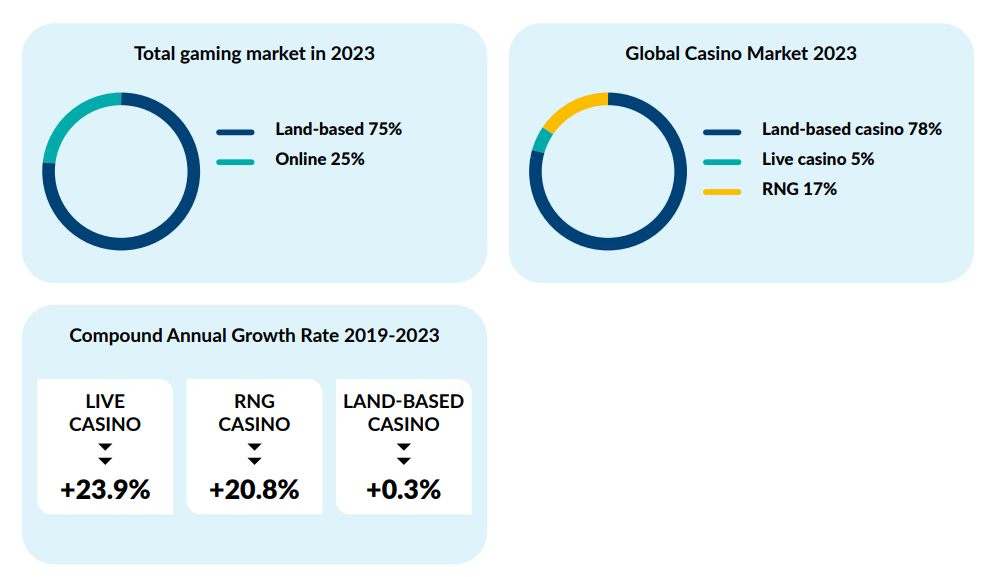 Total gaming market in 2023
Land-based 75%
Online 25%
Global Casino Market 2023
Land-based casino 78%
Live casino 5%
RNG 17%
Compound Annual Growth Rate 2019-2023
LIVE
CASINO
+23.9%
RNG
CASINO
+20.8%
LAND-BASED
CASINO
+0.3%